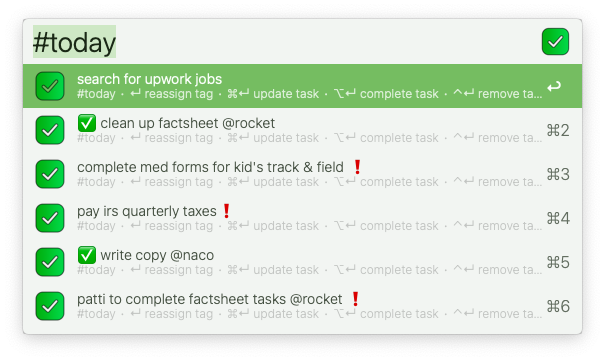 #today
search for upwork jobs
#today · ↵ reassign tag · ⌘↵ update task · ⌥↵ complete task · ^↵ remove ta... ↩
✅ clean up factsheet @rocket
#today · ↵ reassign tag · ⌘↵ update task · ⌥↵ complete task · ^↵ remove ta... ⌘2
complete med forms for kid's track & field ❗
#today · ↵ reassign tag · ⌘↵ update task · ⌥↵ complete task · ^↵ remove ta... ⌘3
pay irs quarterly taxes ❗
#today · ↵ reassign tag · ⌘↵ update task · ⌥↵ complete task · ^↵ remove ta... ⌘4
✅ write copy @naco
#today · ↵ reassign tag · ⌘↵ update task · ⌥↵ complete task · ^↵ remove ta... ⌘5
patti to complete factsheet tasks @rocket ❗
#today · ↵ reassign tag · ⌘↵ update task · ⌥↵ complete task · ^↵ remove ta... ⌘6